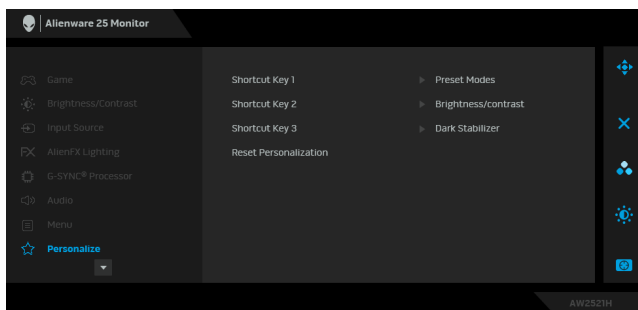 Alienware 25 Monitor
Game
Brightness/Contrast
Input Source
AlienFX Lighting
G-SYNC® Processor
Audio
Menu
Personalize
Shortcut Key 1 Preset Modes
Shortcut Key 2 Brightness/contrast
Shortcut Key 3 Dark Stabilizer
Reset Personalization
AW2521H